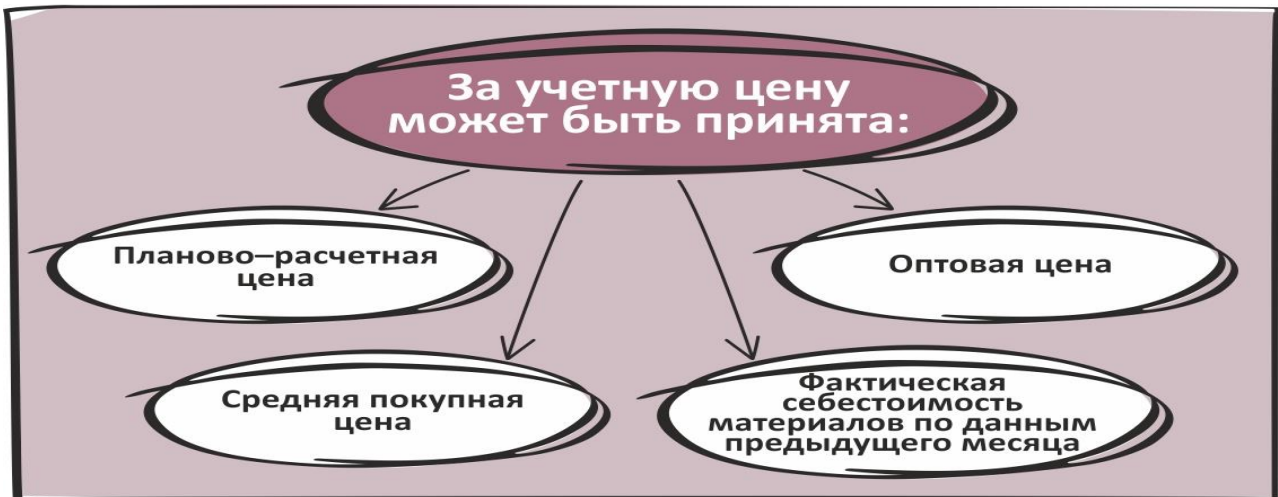 За учетную цену
может быть принята:
Планово–расчетная
цена
Оптовая цена
Средняя покупная
цена
Фактическая
себестоимость
материалов по данным
предыдущего месяца